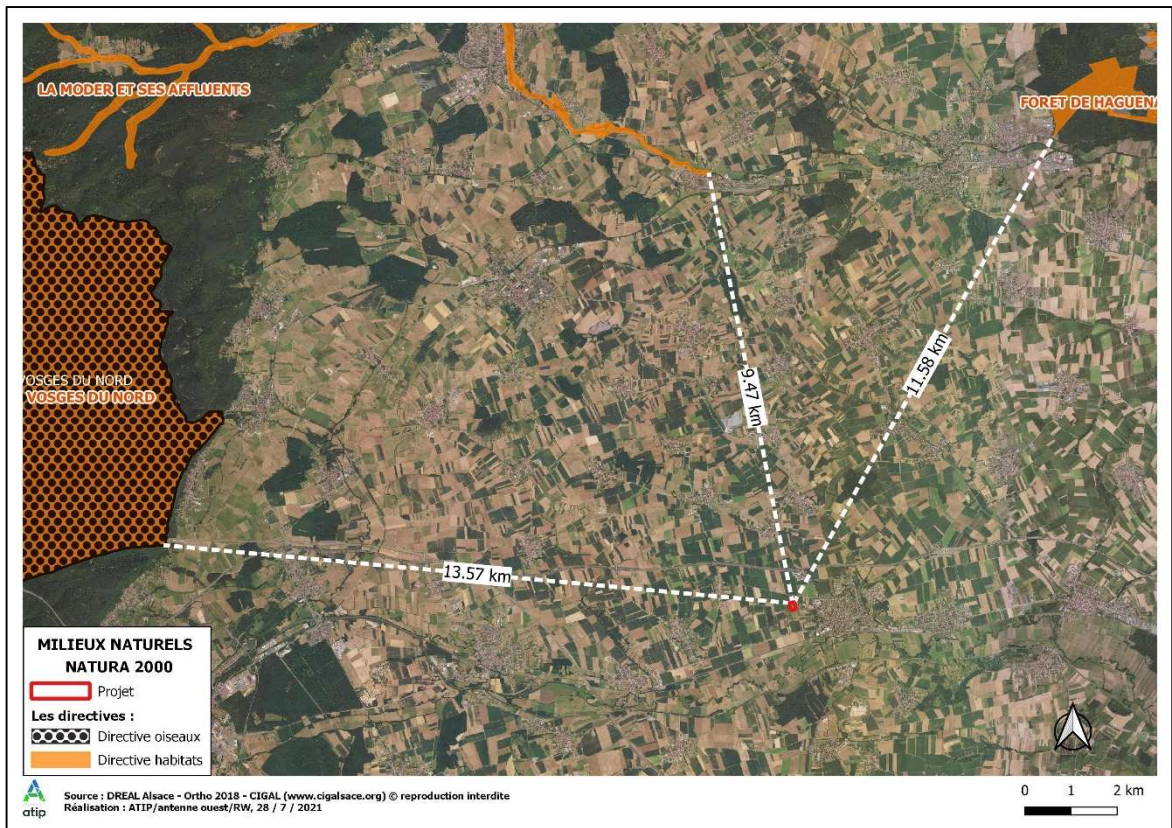 LA MODER ET SES AFFLUENTS
FORET DE HAGUENA
9.47 km
11.58 km
VOSGES DU NORD
VOSGES DU NORD
13.57 km
MILIEUX NATURELS
NATURA 2000
Projet
Les directives :
Directive oiseaux
Directive habitats
atip
Source : DREAL Alsace - Ortho 2018 - CIGAL (www.cigalsace.org) © reproduction interdite
Réalisation : ATIP/antenne ouest/RW, 28 / 7 / 2021
0 1 2 km